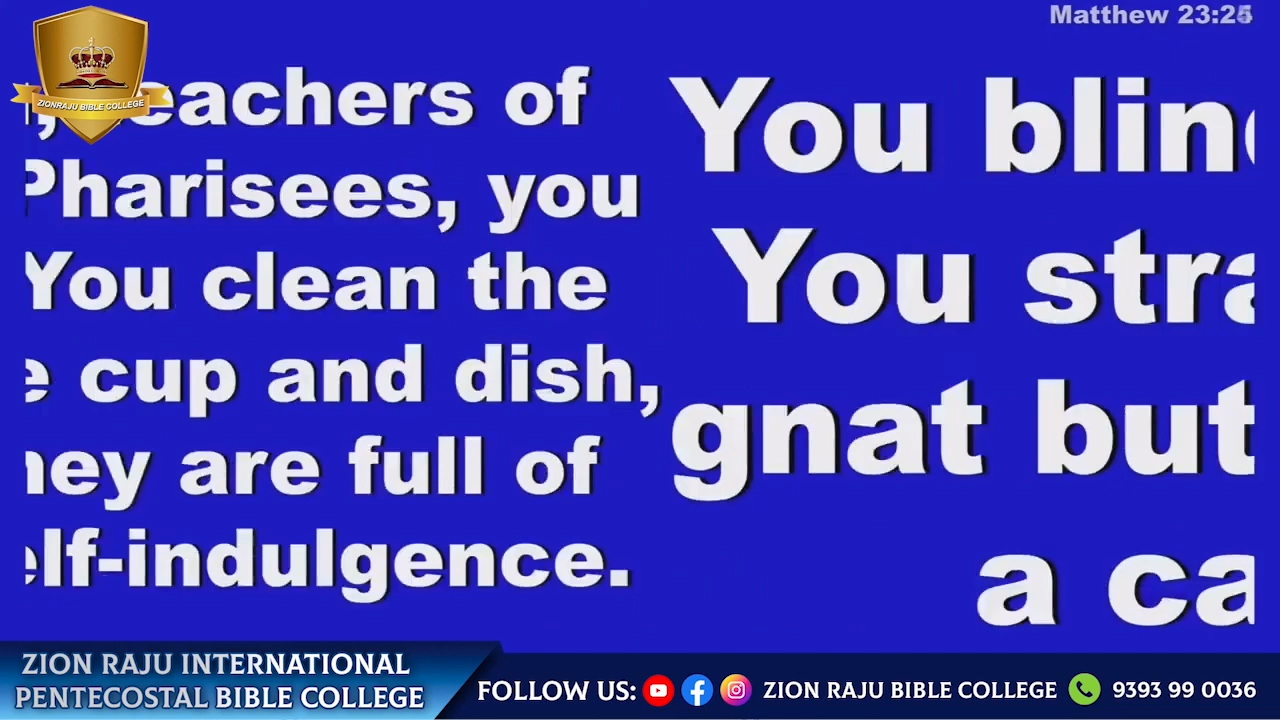 Matthew 23:25
eachers of
Pharisees, you
You clean the
e cup and dish,
hey are full of
elf-indulgence.
You blin
You stra
gnat but
a ca
ZIONRAJU BIBLE COLLEGE
ZION RAJU INTERNATIONAL
PENTECOSTAL BIBLE COLLEGE
FOLLOW US: ZION RAJU BIBLE COLLEGE 9393 99 0036